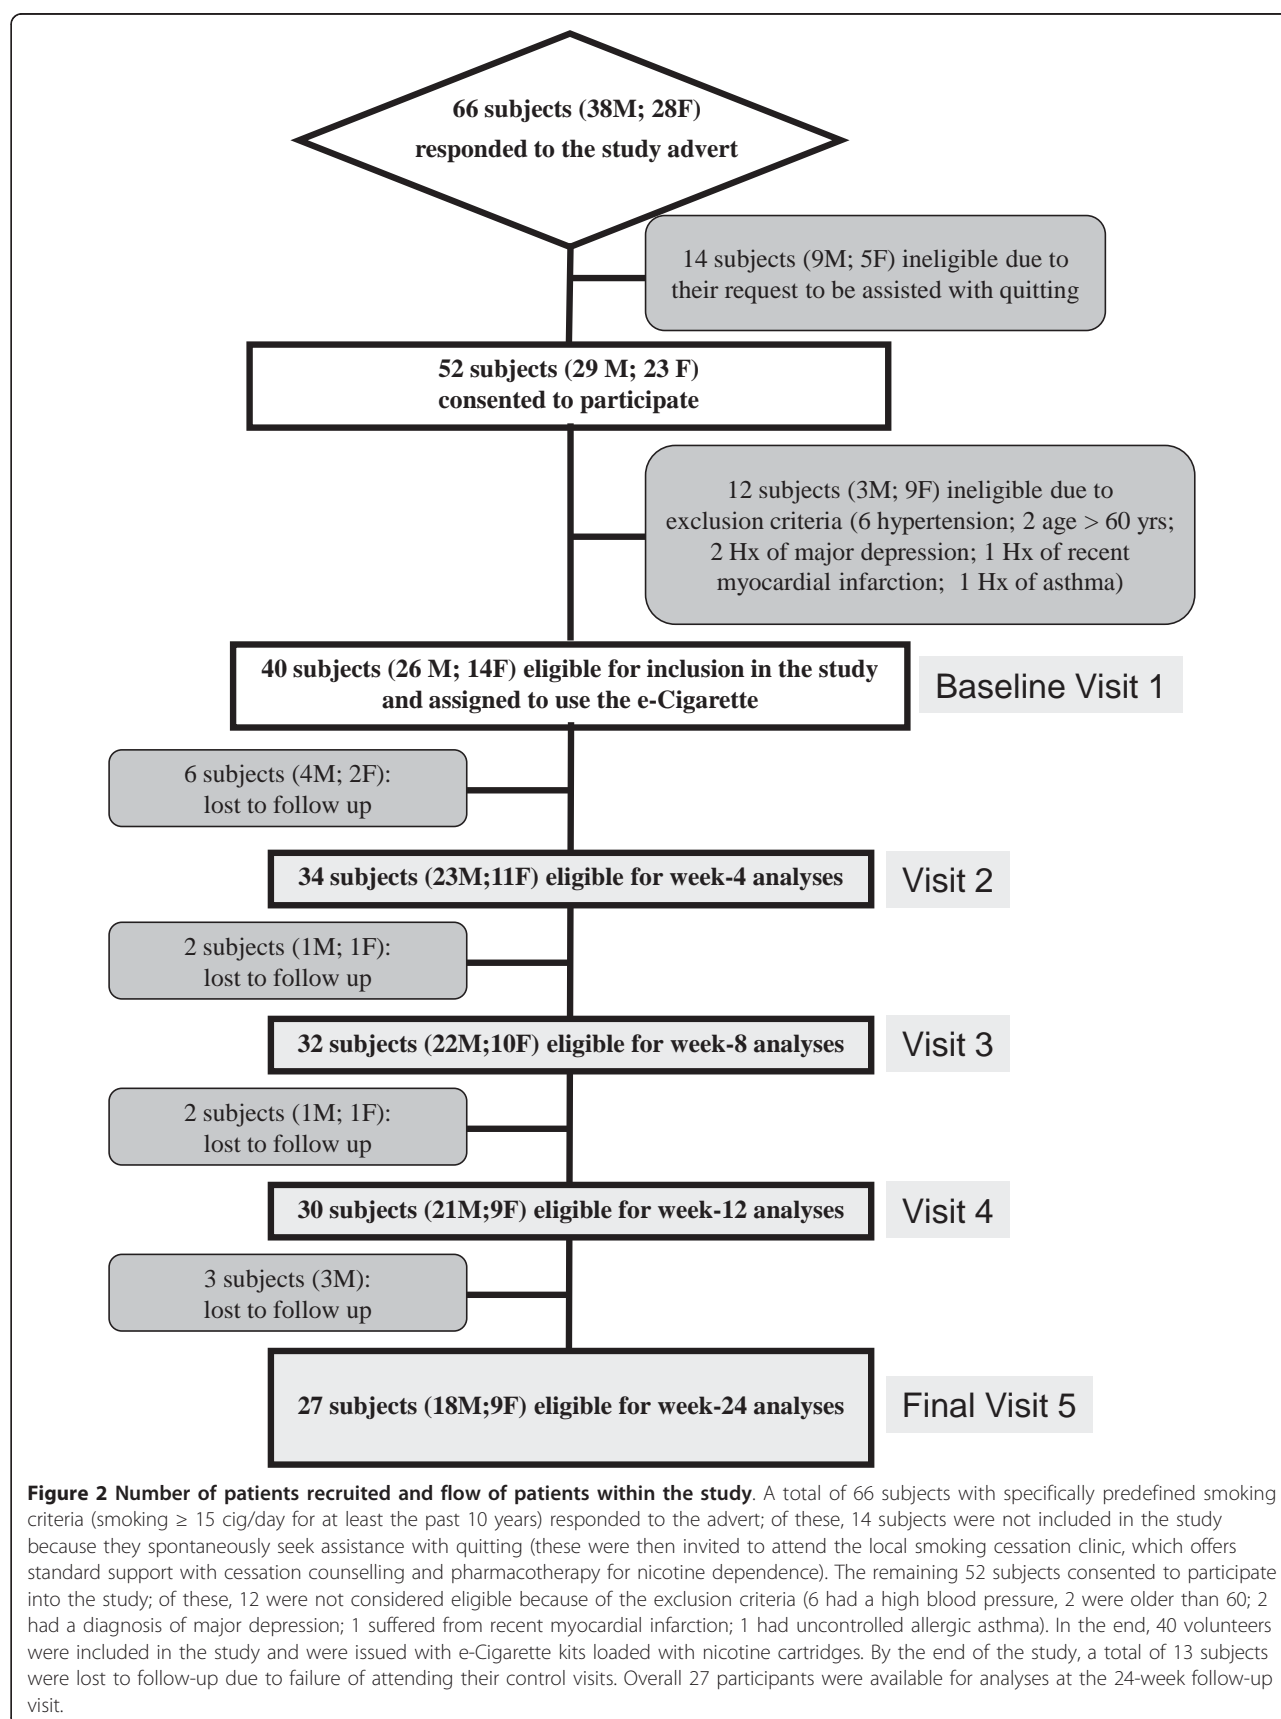 66 subjects (38M; 28F)
responded to the study advert
14 subjects (9M; 5F) ineligible due to
their request to be assisted with quitting
52 subjects (29 M; 23 F)
consented to participate
12 subjects (3M; 9F) ineligible due to
exclusion criteria (6 hypertension; 2 age > 60 yrs;
2 Hx of major depression; 1 Hx of recent
myocardial infarction; 1 Hx of asthma)
40 subjects (26 M; 14F) eligible for inclusion in the study
and assigned to use the e-Cigarette
Baseline Visit 1
6 subjects (4M; 2F):
lost to follow up
34 subjects (23M;11F) eligible for week-4 analyses
Visit 2
2 subjects (1M; 1F):
lost to follow up
32 subjects (22M;10F) eligible for week-8 analyses
Visit 3
2 subjects (1M; 1F):
lost to follow up
30 subjects (21M;9F) eligible for week-12 analyses
Visit 4
3 subjects (3M):
lost to follow up
27 subjects (18M;9F) eligible for week-24 analyses
Final Visit 5
Figure 2 Number of patients recruited and flow of patients within the study. A total of 66 subjects with specifically predefined smoking
criteria (smoking ≥ 15 cig/day for at least the past 10 years) responded to the advert; of these, 14 subjects were not included in the study
because they spontaneously seek assistance with quitting (these were then invited to attend the local smoking cessation clinic, which offers
standard support with cessation counselling and pharmacotherapy for nicotine dependence). The remaining 52 subjects consented to participate
into the study; of these, 12 were not considered eligible because of the exclusion criteria (6 had a high blood pressure, 2 were older than 60; 2
had a diagnosis of major depression; 1 suffered from recent myocardial infarction; 1 had uncontrolled allergic asthma). In the end, 40 volunteers
were included in the study and were issued with e-Cigarette kits loaded with nicotine cartridges. By the end of the study, a total of 13 subjects
were lost to follow-up due to failure of attending their control visits. Overall 27 participants were available for analyses at the 24-week follow-up
visit.